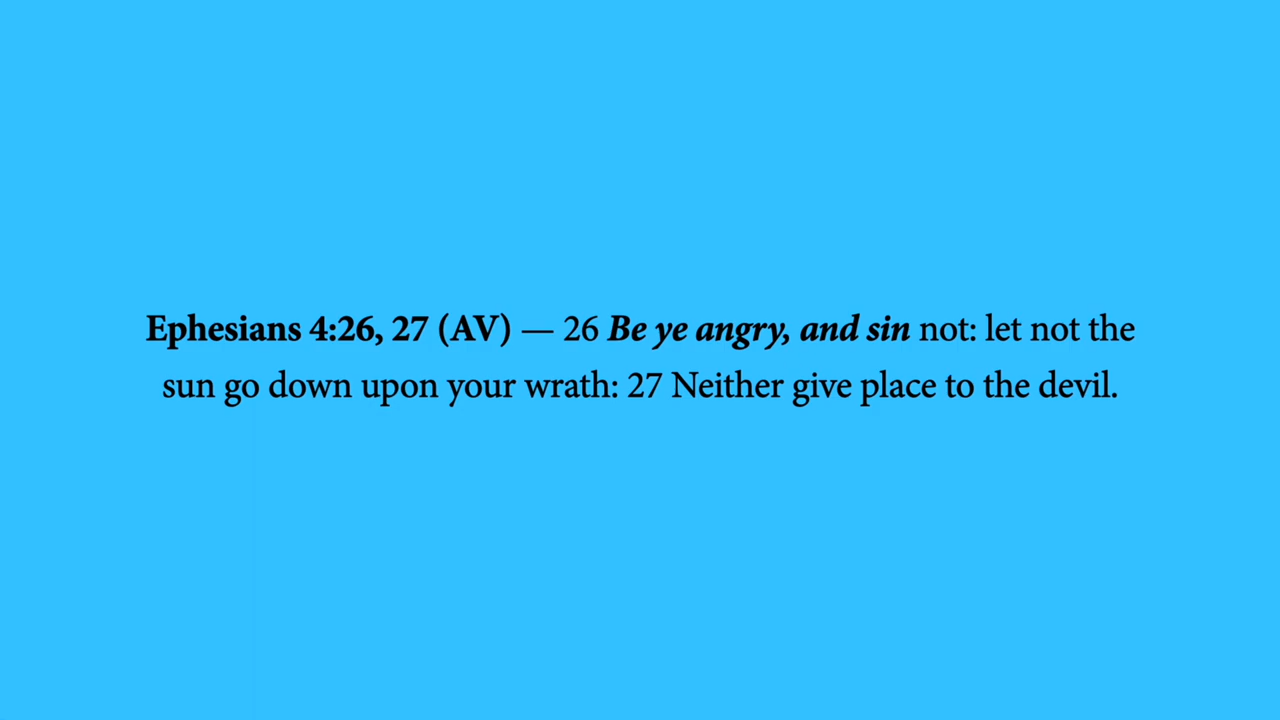 Ephesians 4:26, 27 (AV) — 26 Be ye angry, and sin not: let not the
sun go down upon your wrath: 27 Neither give place to the devil.